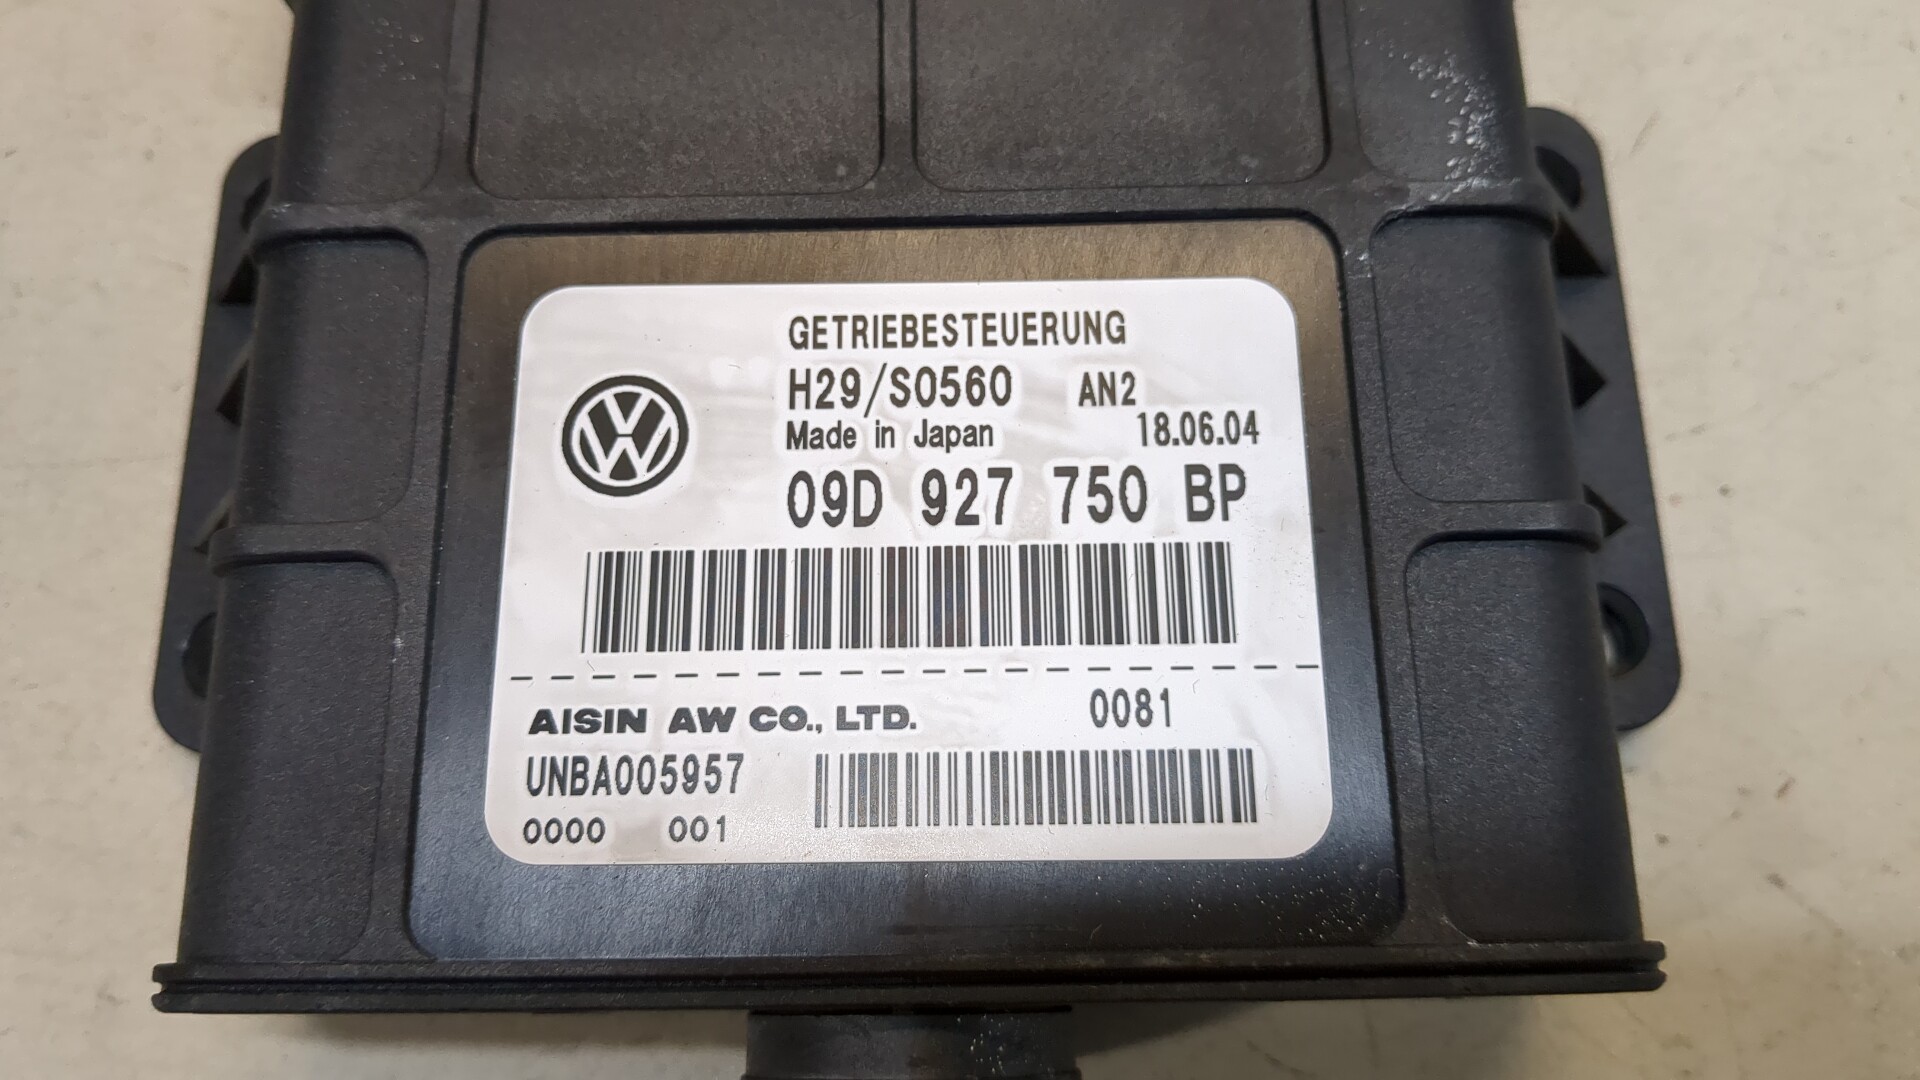 GETRIEBESTEUERUNG
H29/S0560 AN2
Made in Japan 18.06.04
09D 927 750 BP
AISIN AW CO., LTD. 0081
UNBA005957
0000 001